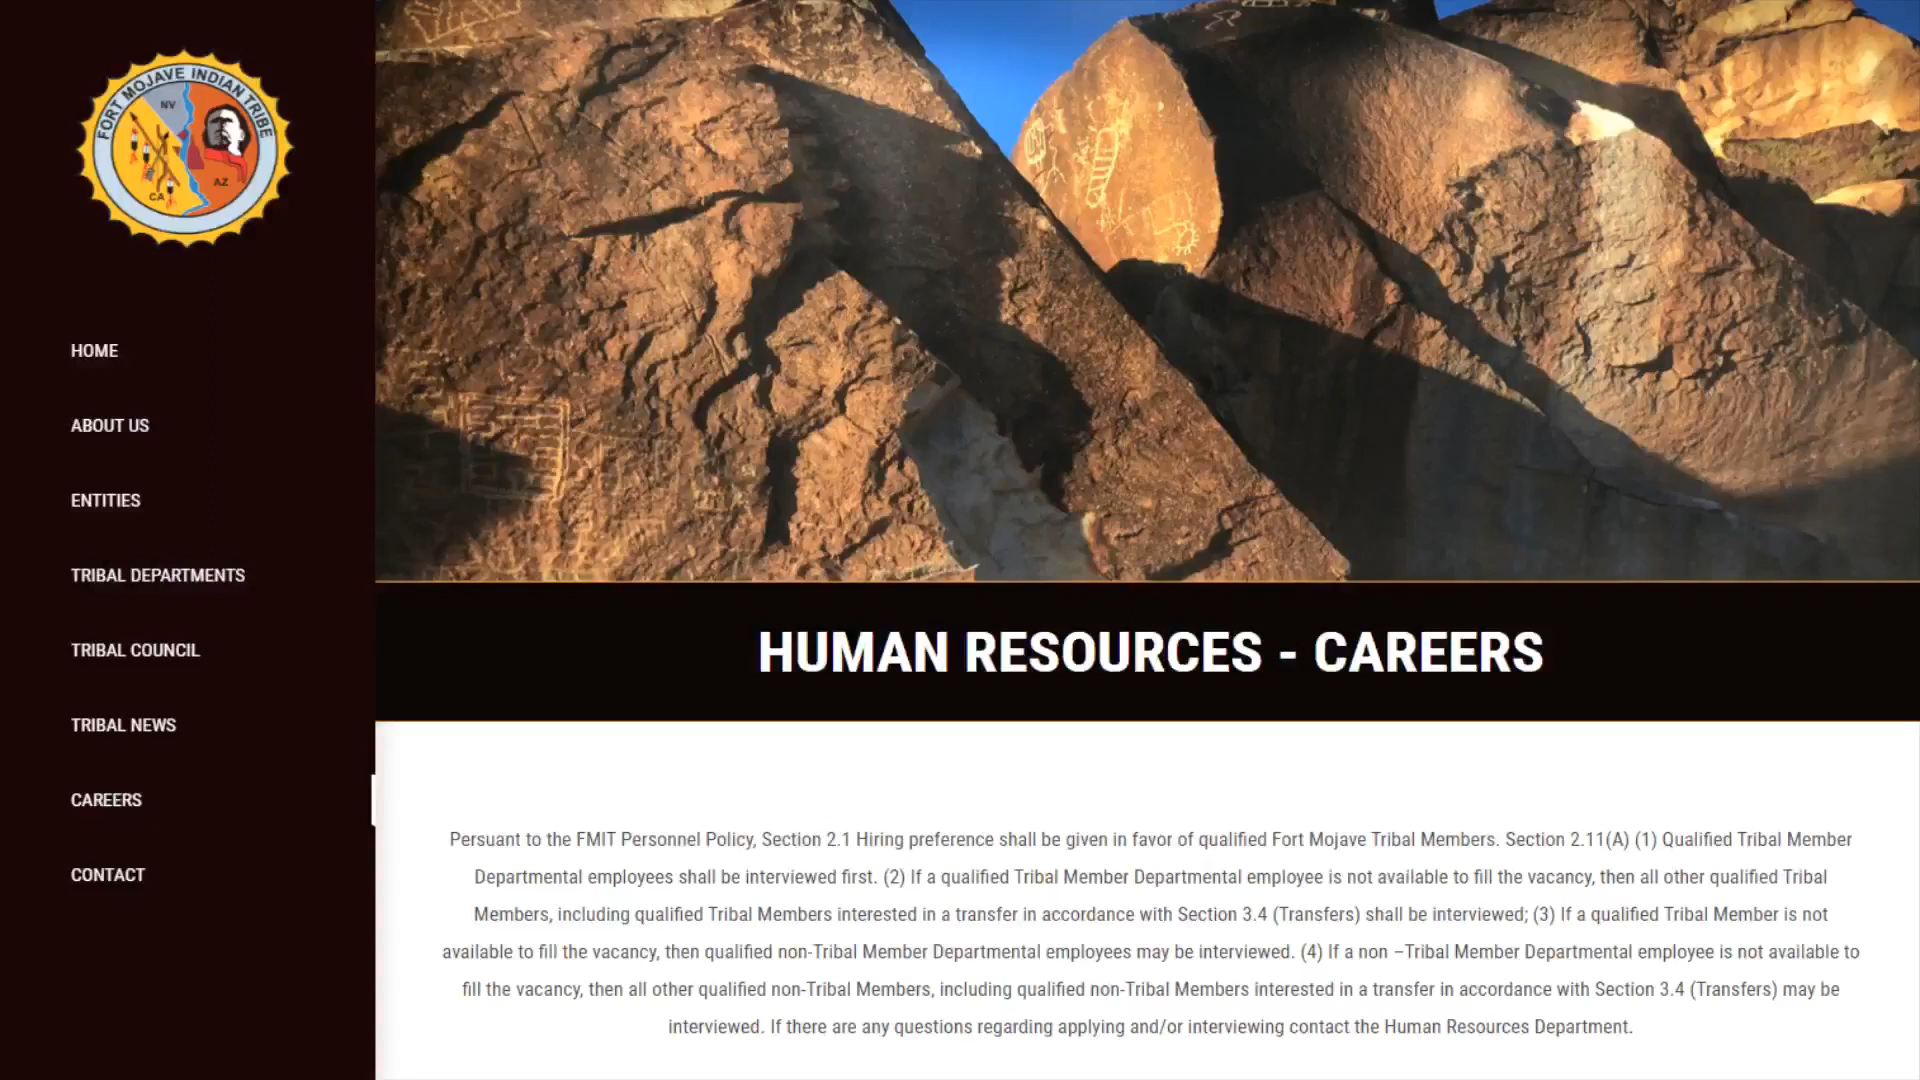 FORT MOJAVE INDIAN TRIBE
NV
CA
AZ
HOME
ABOUT US
ENTITIES
TRIBAL DEPARTMENTS
TRIBAL COUNCIL
TRIBAL NEWS
CAREERS
CONTACT
HUMAN RESOURCES - CAREERS
Persuant to the FMIT Personnel Policy, Section 2.1 Hiring preference shall be given in favor of qualified Fort Mojave Tribal Members. Section 2.11(A) (1) Qualified Tribal Member
Departmental employees shall be interviewed first. (2) If a qualified Tribal Member Departmental employee is not available to fill the vacancy, then all other qualified Tribal
Members, including qualified Tribal Members interested in a transfer in accordance with Section 3.4 (Transfers) shall be interviewed; (3) If a qualified Tribal Member is not
available to fill the vacancy, then qualified non-Tribal Member Departmental employees may be interviewed. (4) If a non –Tribal Member Departmental employee is not available to
fill the vacancy, then all other qualified non-Tribal Members, including qualified non-Tribal Members interested in a transfer in accordance with Section 3.4 (Transfers) may be
interviewed. If there are any questions regarding applying and/or interviewing contact the Human Resources Department.